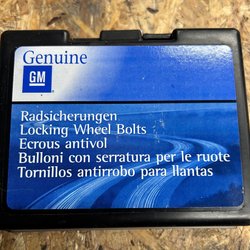 Genuine
GM
Radsicherungen
Locking Wheel Bolts
Ecrous antivol
Bulloni con serratura per le ruote
Tornillos antirrobo para llantas